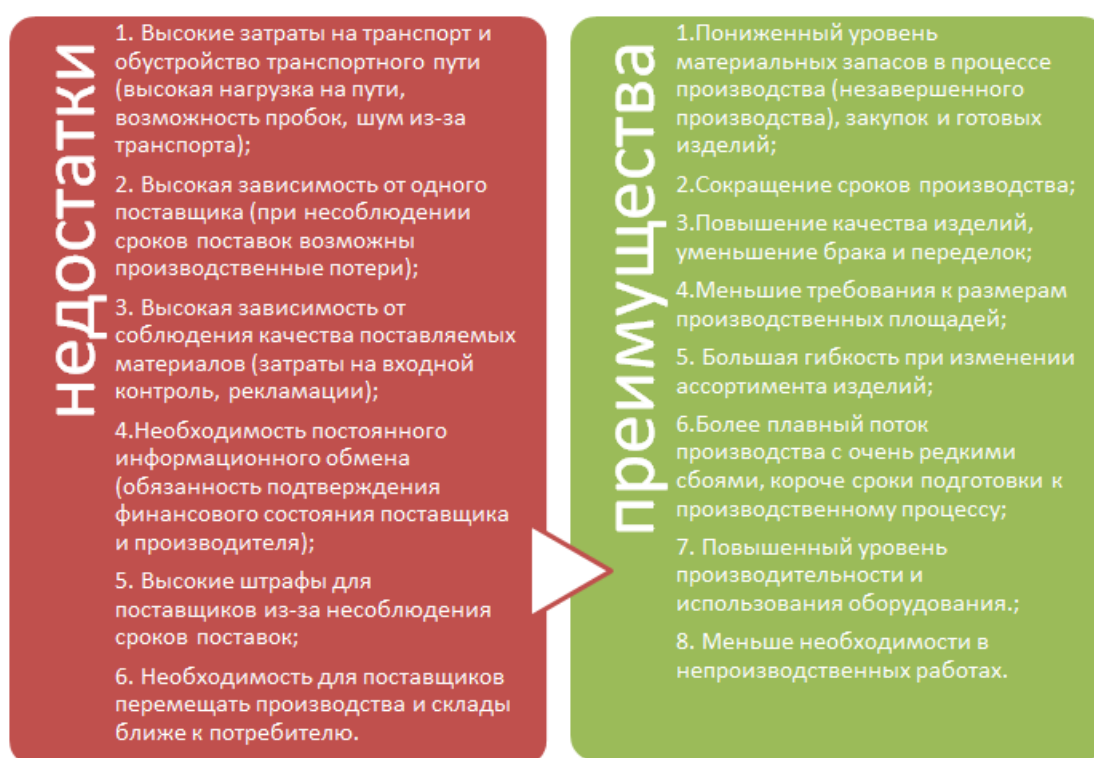 недостатки
1. Высокие затраты на транспорт и
обустройство транспортного пути
(высокая нагрузка на пути,
возможность пробок, шум из-за
транспорта);
2. Высокая зависимость от одного
поставщика (при несоблюдении
сроков поставок возможны
производственные потери);
3. Высокая зависимость от
соблюдения качества поставляемых
материалов (затраты на входной
контроль, рекламации);
4.Необходимость постоянного
информационного обмена
(обязанность подтверждения
финансового состояния поставщика
и производителя);
5. Высокие штрафы для
поставщиков из-за несоблюдения
сроков поставок;
6. Необходимость для поставщиков
перемещать производства и склады
ближе к потребителю.
преимущества
1.Пониженный уровень
материальных запасов в процессе
производства (незавершенного
производства), закупок и готовых
изделий;
2.Сокращение сроков производства;
3.Повышение качества изделий,
уменьшение брака и переделок;
4.Меньшие требования к размерам
производственных площадей;
5. Большая гибкость при изменении
ассортимента изделий;
6.Более плавный поток
производства с очень редкими
сбоями, короче сроки подготовки к
производственному процессу;
7. Повышенный уровень
производительности и
использования оборудования.;
8. Меньше необходимости в
непроизводственных работах.